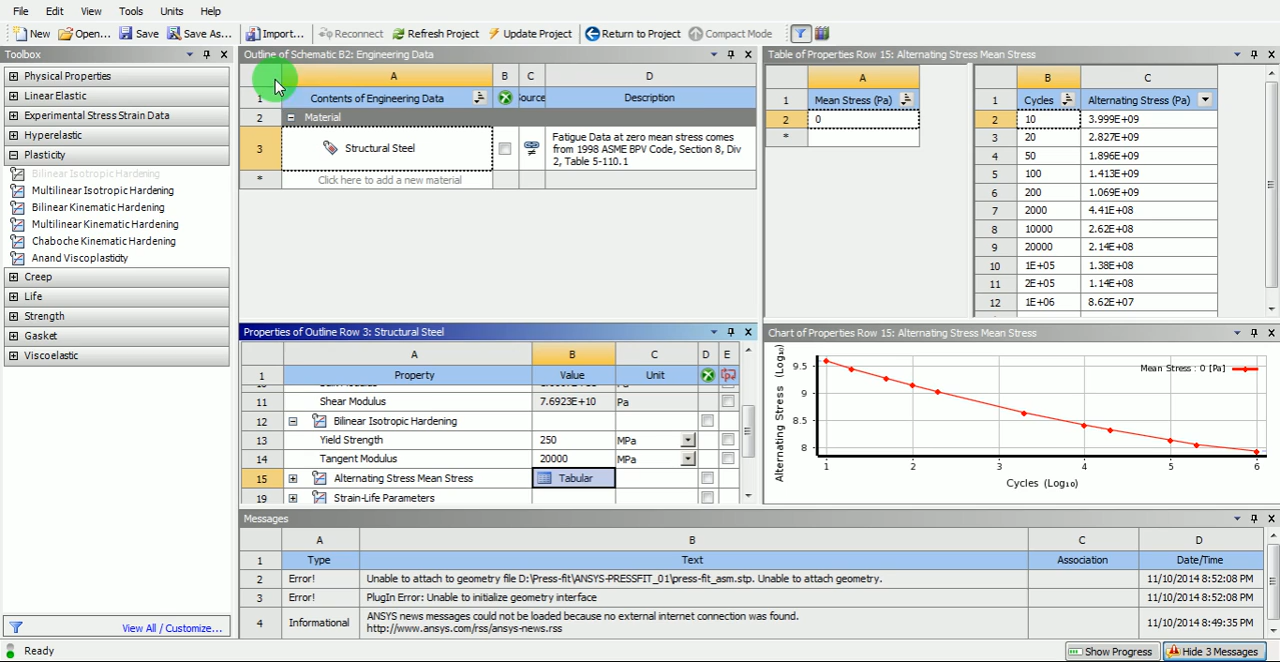 File Edit View Tools Units Help
New Open... Save Save As... Import... Reconnect Refresh Project Update Project Return to Project Compact Mode
Toolbox
Physical Properties
Linear Elastic
Experimental Stress Strain Data
Hyperelastic
Plasticity
Bilinear Isotropic Hardening
Multilinear Isotropic Hardening
Bilinear Kinematic Hardening
Multilinear Kinematic Hardening
Chaboche Kinematic Hardening
Anand Viscoplasticity
Creep
Life
Strength
Gasket
Viscoelastic
View All / Customize...
Outline of Schematic B2: Engineering Data
A B C D
1 Contents of Engineering Data Source Description
2 Material
3 Structural Steel
Fatigue Data at zero mean stress comes
from 1998 ASME BPV Code, Section 8, Div
2, Table 5-110.1
* Click here to add a new material
Table of Properties Row 15: Alternating Stress Mean Stress
A
1 Mean Stress (Pa)
2 0
*
B C
1 Cycles Alternating Stress (Pa)
2 10 3.999E+09
3 20 2.827E+09
4 50 1.896E+09
5 100 1.413E+09
6 200 1.069E+09
7 2000 4.41E+08
8 10000 2.62E+08
9 20000 2.14E+08
10 1E+05 1.38E+08
11 2E+05 1.14E+08
12 1E+06 8.62E+07
Properties of Outline Row 3: Structural Steel
A B C D E
1 Property Value Unit
11 Shear Modulus 7.6923E+10 Pa
12 Bilinear Isotropic Hardening
13 Yield Strength 250 MPa
14 Tangent Modulus 20000 MPa
15 Alternating Stress Mean Stress Tabular
19 Strain-Life Parameters
Chart of Properties Row 15: Alternating Stress Mean Stress
Alternating Stress (Log₁₀)
9.5
9
8.5
8
Mean Stress : 0 [Pa]
1 2 3 4 5 6
Cycles (Log₁₀)
Messages
A B C D
1 Type Text Association Date/Time
2 Error! Unable to attach to geometry file D:\Press-fit\ANSYS-PRESSFIT_01\press-fit_asm.stp. Unable to attach geometry. 11/10/2014 8:52:08 PM
3 Error! PlugIn Error: Unable to initialize geometry interface 11/10/2014 8:52:08 PM
4 Informational ANSYS news messages could not be loaded because no external internet connection was found. 11/10/2014 8:49:35 PM
http://www.ansys.com/rss/ansys-news.rss
Ready Show Progress Hide 3 Messages